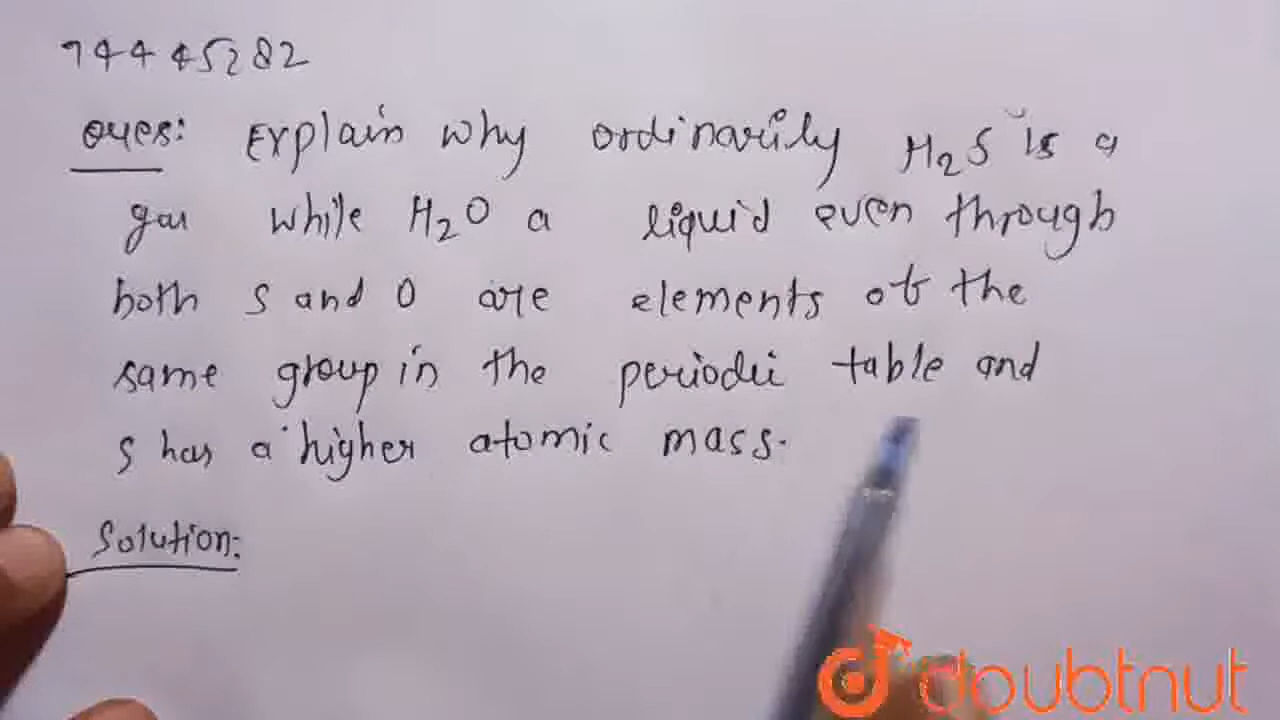 74445282
Ques: Explain why ordinarily H2S is a
gas while H2O a liquid even through
both S and O are elements of the
same group in the periodic table and
S has a higher atomic mass.
Solution:
doubtnut